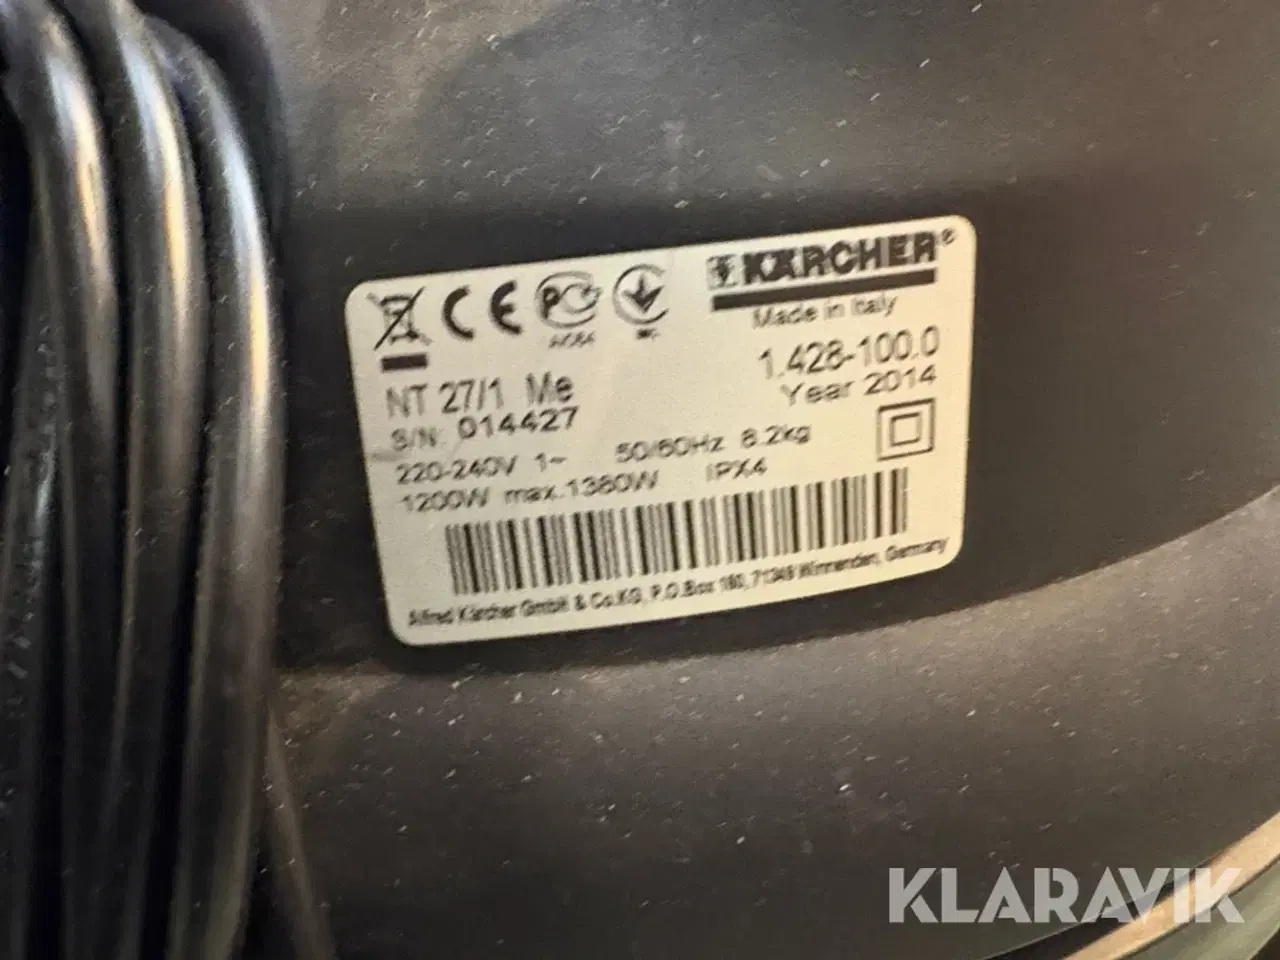 KÄRCHER®
Made in Italy
1.428-100.0
NT 27/1 Me
Year 2014
S/N: 014427
220-240V 1~ 50/60Hz 8.2kg
1200W max.1380W IPX4
Alfred Kärcher GmbH & Co.KG, P.O.Box 160, 71349 Winnenden, Germany
KLARAVIK